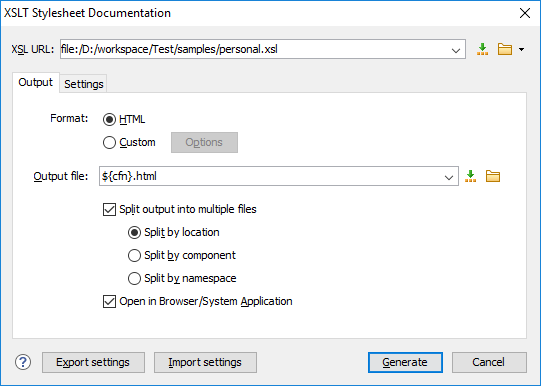 XSLT Stylesheet Documentation
XSL URL: file:/D:/workspace/Test/samples/personal.xsl
Output Settings
Format: HTML
Custom Options
Output file: ${cfn}.html
Split output into multiple files
Split by location
Split by component
Split by namespace
Open in Browser/System Application
? Export settings Import settings Generate Cancel